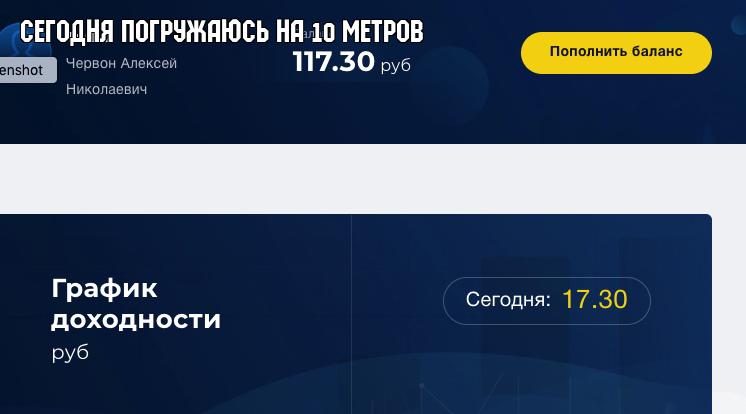 СЕГОДНЯ ПОГРУЖАЮСЬ НА 10 МЕТРОВ
enshot
Червон Алексей
Николаевич
117.30 руб
Пополнить баланс
График
доходности
руб
Сегодня: 17.30